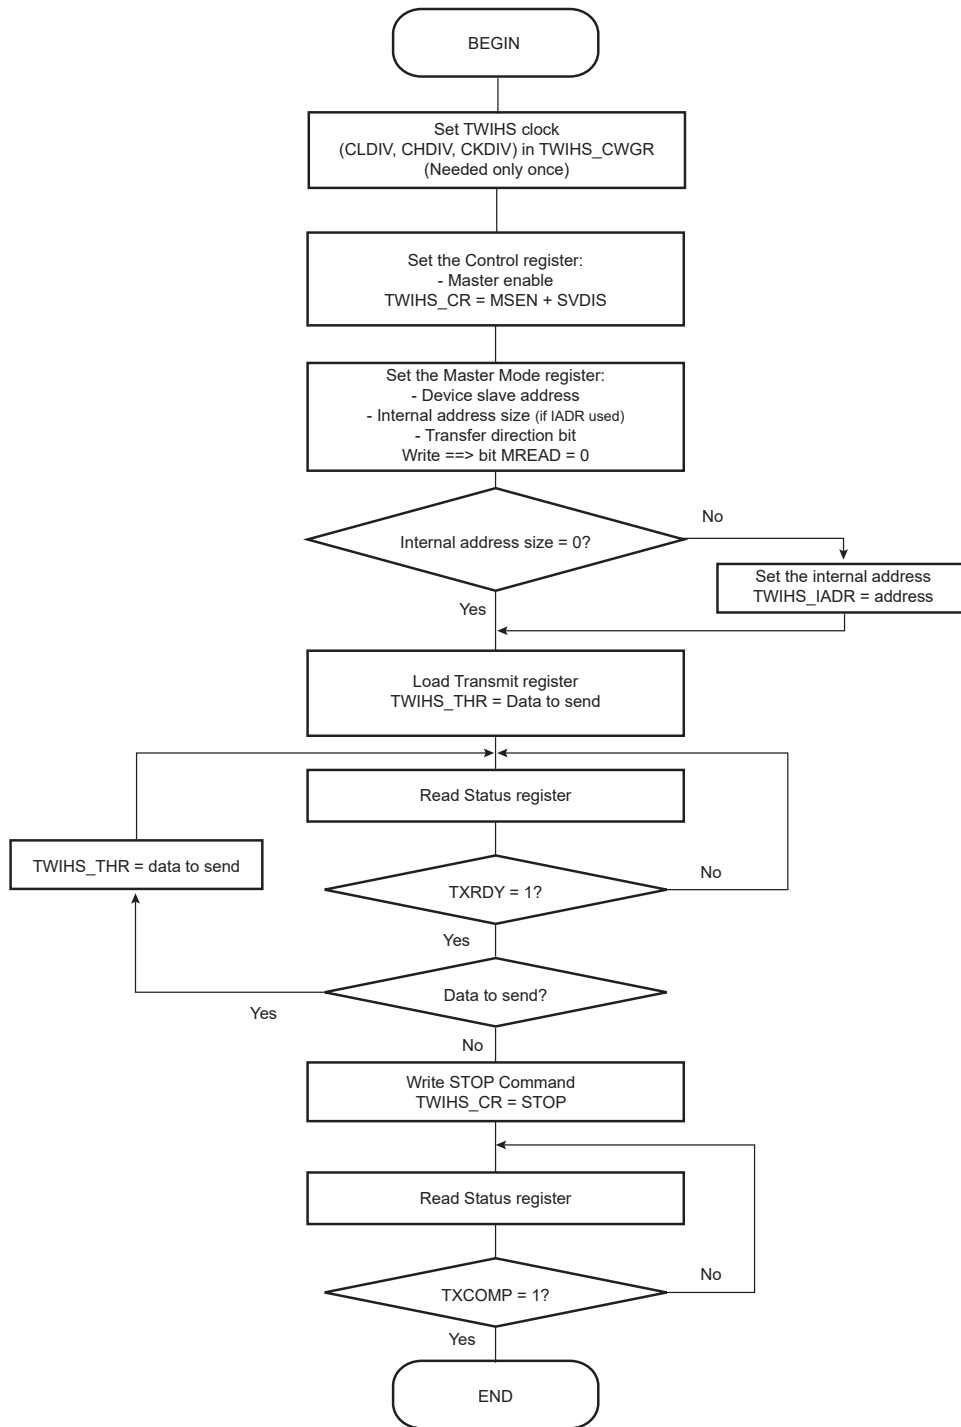 BEGIN
Set TWIHS clock
(CLDIV, CHDIV, CKDIV) in TWIHS_CWGR
(Needed only once)
Set the Control register:
- Master enable
TWIHS_CR = MSEN + SVDIS
Set the Master Mode register:
- Device slave address
- Internal address size (if IADR used)
- Transfer direction bit
Write ==> bit MREAD = 0
No
Internal address size = 0?
Set the internal address
TWIHS_IADR = address
Yes
Load Transmit register
TWIHS_THR = Data to send
Read Status register
TWIHS_THR = data to send
No
TXRDY = 1?
Yes
Data to send?
Yes
No
Write STOP Command
TWIHS_CR = STOP
Read Status register
No
TXCOMP = 1?
Yes
END